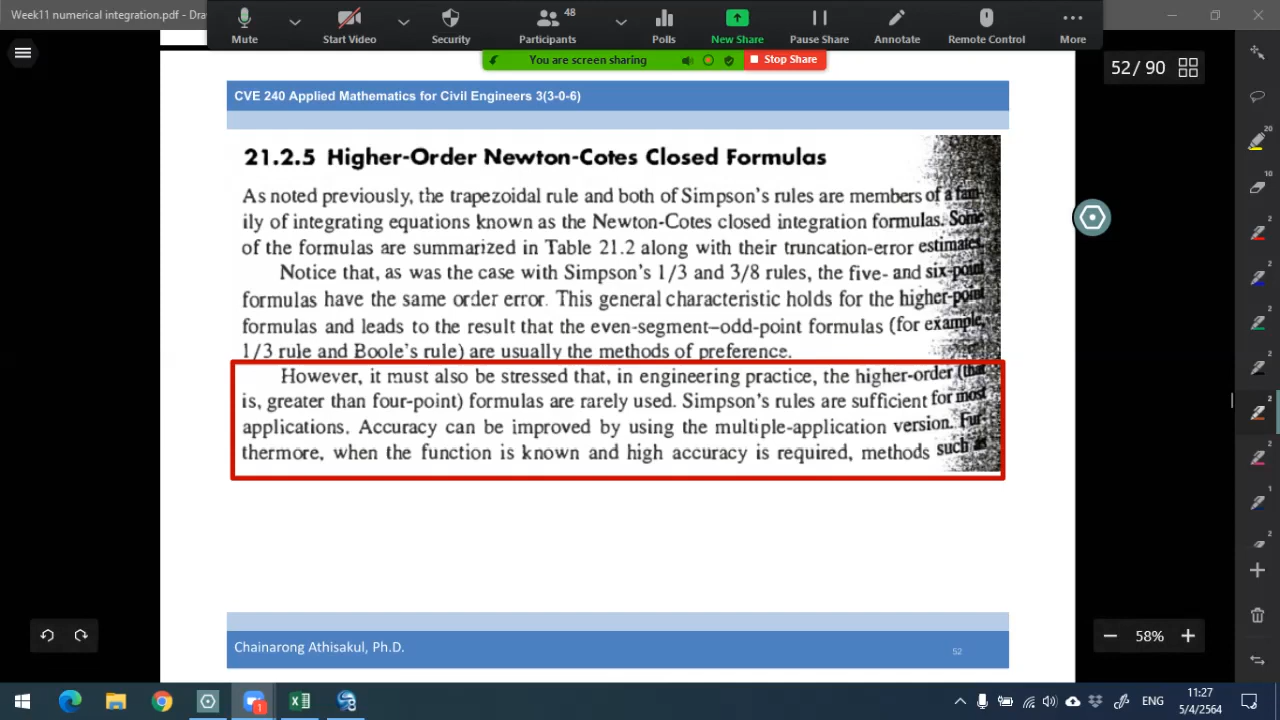 Week11 numerical integration.pdf - Dra
Mute
Start Video
Security
48
Participants
Polls
New Share
Pause Share
Annotate
Remote Control
More
You are screen sharing
Stop Share
52/ 90
CVE 240 Applied Mathematics for Civil Engineers 3(3-0-6)
21.2.5 Higher-Order Newton-Cotes Closed Formulas
As noted previously, the trapezoidal rule and both of Simpson's rules are members of a fam-
ily of integrating equations known as the Newton-Cotes closed integration formulas. Some
of the formulas are summarized in Table 21.2 along with their truncation-error estimates.
Notice that, as was the case with Simpson's 1/3 and 3/8 rules, the five- and six-point
formulas have the same order error. This general characteristic holds for the higher-point
formulas and leads to the result that the even-segment–odd-point formulas (for example,
1/3 rule and Boole's rule) are usually the methods of preference.
However, it must also be stressed that, in engineering practice, the higher-order (that
is, greater than four-point) formulas are rarely used. Simpson's rules are sufficient for most
applications. Accuracy can be improved by using the multiple-application version. Fur-
thermore, when the function is known and high accuracy is required, methods such as
Chainarong Athisakul, Ph.D.
52
20
10
2
2
2
2
2
2
1
2
58%
1
ENG
11:27
5/4/2564